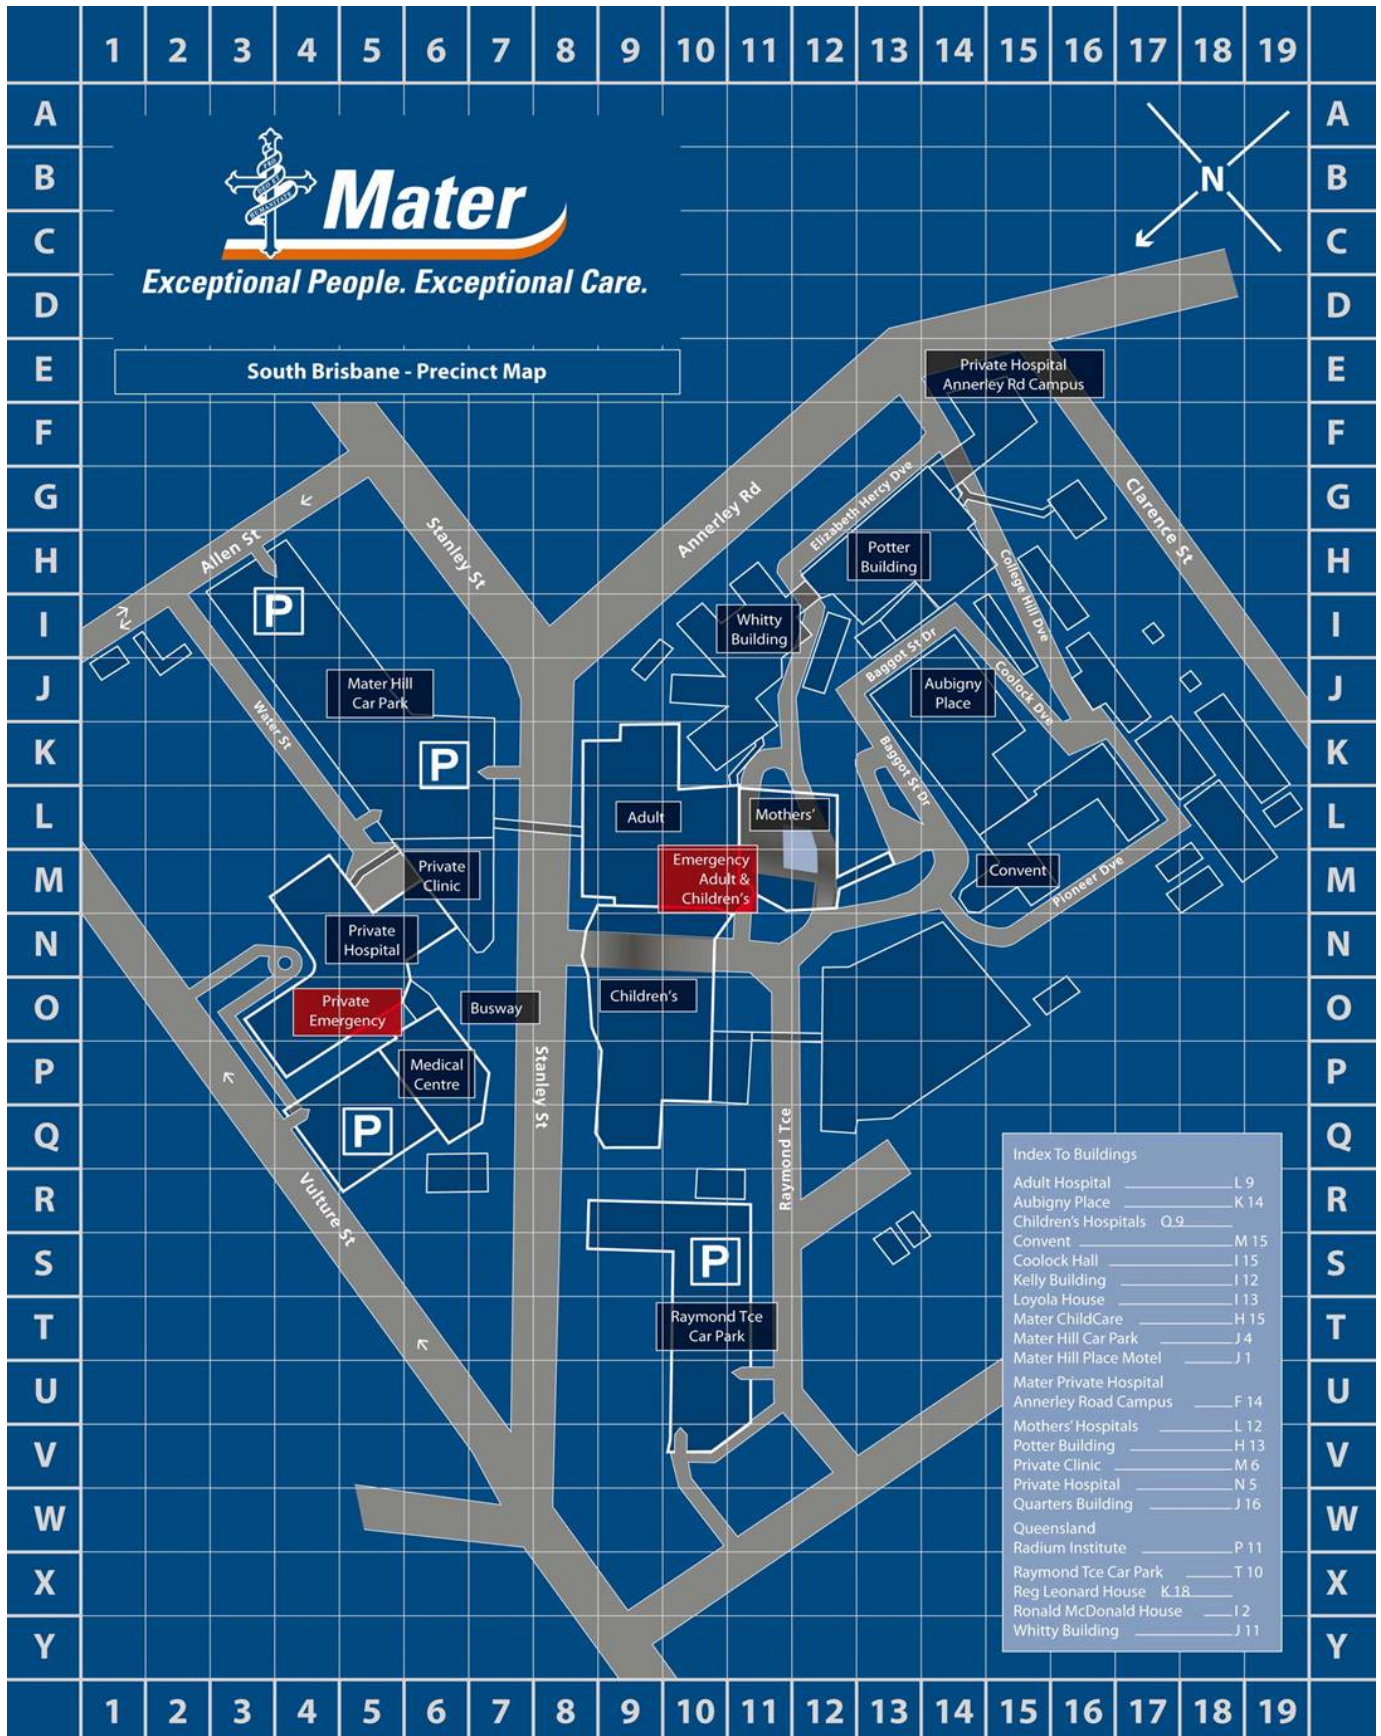 1 2 3 4 5 6 7 8 9 10 11 12 13 14 15 16 17 18 19
A A
B B
C C
D D
E E
F F
G G
H H
I I
J J
K K
L L
M M
N N
O O
P P
Q Q
R R
S S
T T
U U
V V
W W
X X
Y Y
Mater
Exceptional People. Exceptional Care.
South Brisbane - Precinct Map
N
Private Hospital
Annerley Rd Campus
Clarence St
Annerley Rd
Elizabeth Hercy Dve
Stanley St
Allen St
Potter
Building
College Hill Dve
P
Whitty
Building
Baggot St Dr
Coolock Dve
Mater Hill
Car Park
Aubigny
Place
Water St
P
Baggot St Dr
Adult
Mothers'
Private
Clinic
Emergency
Adult &
Children's
Convent
Pioneer Dve
Private
Hospital
Private
Emergency
Busway
Children's
Medical
Centre
Stanley St
P
Raymond Tce
Vulture St
P
Raymond Tce
Car Park
Index To Buildings
Adult Hospital L 9
Aubigny Place K 14
Children's Hospitals O 9
Convent M 15
Coolock Hall I 15
Kelly Building I 12
Loyola House I 13
Mater ChildCare H 15
Mater Hill Car Park J 4
Mater Hill Place Motel J 1
Mater Private Hospital
Annerley Road Campus F 14
Mothers' Hospitals L 12
Potter Building H 13
Private Clinic M 6
Private Hospital N 5
Quarters Building J 16
Queensland
Radium Institute P 11
Raymond Tce Car Park T 10
Reg Leonard House K 18
Ronald McDonald House I 2
Whitty Building J 11
1 2 3 4 5 6 7 8 9 10 11 12 13 14 15 16 17 18 19